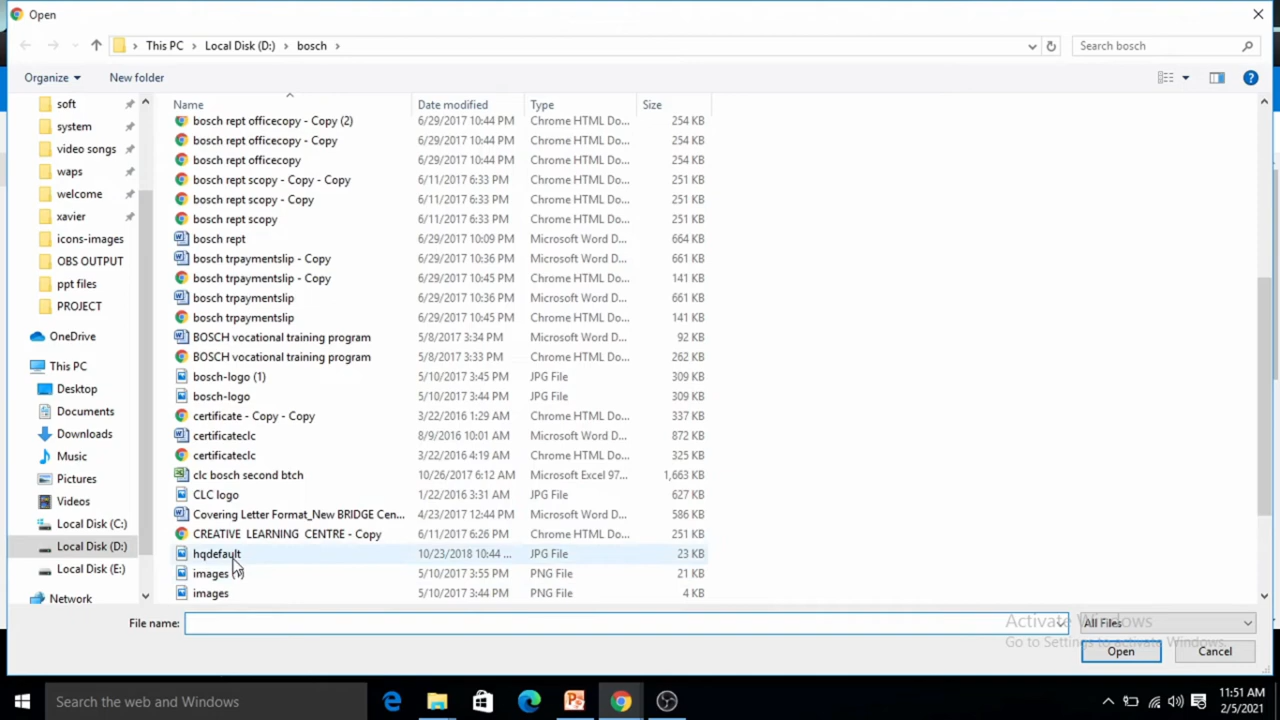 Open
This PC > Local Disk (D:) > bosch >
Search bosch
Organize
New folder
soft
system
video songs
waps
welcome
xavier
icons-images
OBS OUTPUT
ppt files
PROJECT
OneDrive
This PC
Desktop
Documents
Downloads
Music
Pictures
Videos
Local Disk (C:)
Local Disk (D:)
Local Disk (E:)
Network
Name Date modified Type Size
bosch rept officecopy - Copy (2) 6/29/2017 10:44 PM Chrome HTML Do... 254 KB
bosch rept officecopy - Copy 6/29/2017 10:44 PM Chrome HTML Do... 254 KB
bosch rept officecopy 6/29/2017 10:44 PM Chrome HTML Do... 254 KB
bosch rept scopy - Copy - Copy 6/11/2017 6:33 PM Chrome HTML Do... 251 KB
bosch rept scopy - Copy 6/11/2017 6:33 PM Chrome HTML Do... 251 KB
bosch rept scopy 6/11/2017 6:33 PM Chrome HTML Do... 251 KB
bosch rept 6/29/2017 10:09 PM Microsoft Word D... 664 KB
bosch trpaymentslip - Copy 6/29/2017 10:36 PM Microsoft Word D... 661 KB
bosch trpaymentslip - Copy 6/29/2017 10:45 PM Chrome HTML Do... 141 KB
bosch trpaymentslip 6/29/2017 10:36 PM Microsoft Word D... 661 KB
bosch trpaymentslip 6/29/2017 10:45 PM Chrome HTML Do... 141 KB
BOSCH vocational training program 5/8/2017 3:34 PM Microsoft Word D... 92 KB
BOSCH vocational training program 5/8/2017 3:33 PM Chrome HTML Do... 262 KB
bosch-logo (1) 5/10/2017 3:45 PM JPG File 309 KB
bosch-logo 5/10/2017 3:44 PM JPG File 309 KB
certificate - Copy - Copy 3/22/2016 1:29 AM Chrome HTML Do... 337 KB
certificateclc 8/9/2016 10:01 AM Microsoft Word D... 872 KB
certificateclc 3/22/2016 4:19 AM Chrome HTML Do... 325 KB
clc bosch second btch 10/26/2017 6:12 AM Microsoft Excel 97... 1,663 KB
CLC logo 1/22/2016 3:31 AM JPG File 627 KB
Covering Letter Format_New BRIDGE Cen... 4/23/2017 12:44 PM Microsoft Word D... 586 KB
CREATIVE LEARNING CENTRE - Copy 6/11/2017 6:26 PM Chrome HTML Do... 251 KB
hqdefault 10/23/2018 10:44 ... JPG File 23 KB
images (1) 5/10/2017 3:55 PM PNG File 21 KB
images 5/10/2017 3:44 PM PNG File 4 KB
File name:
All Files
Activate Windows
Go to Settings to activate Windows.
Open
Cancel
Search the web and Windows
11:51 AM
2/5/2021